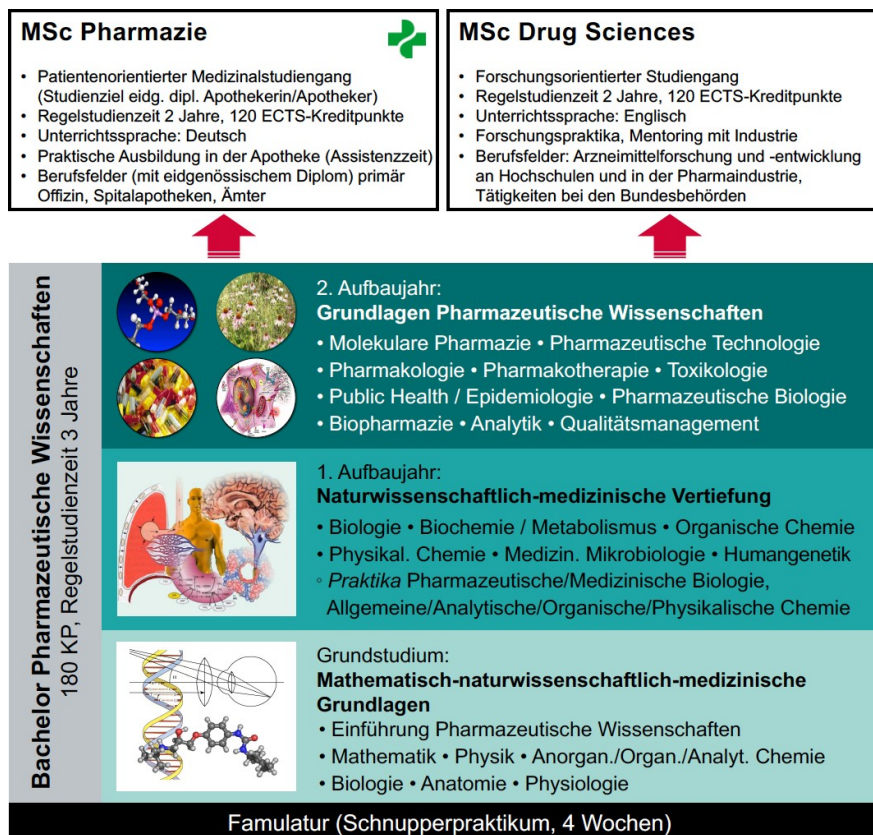 MSc Pharmazie
• Patientenorientierter Medizinalstudiengang
(Studienziel eidg. dipl. Apothekerin/Apotheker)
• Regelstudienzeit 2 Jahre, 120 ECTS-Kreditpunkte
• Unterrichtssprache: Deutsch
• Praktische Ausbildung in der Apotheke (Assistenzzeit)
• Berufsfelder (mit eidgenössischem Diplom) primär
Offizin, Spitalapotheken, Ämter
MSc Drug Sciences
• Forschungsorientierter Studiengang
• Regelstudienzeit 2 Jahre, 120 ECTS-Kreditpunkte
• Unterrichtssprache: Englisch
• Forschungspraktika, Mentoring mit Industrie
• Berufsfelder: Arzneimittelforschung und -entwicklung
an Hochschulen und in der Pharmaindustrie,
Tätigkeiten bei den Bundesbehörden
Bachelor Pharmazeutische Wissenschaften
180 KP, Regelstudienzeit 3 Jahre
2. Aufbaujahr:
Grundlagen Pharmazeutische Wissenschaften
• Molekulare Pharmazie • Pharmazeutische Technologie
• Pharmakologie • Pharmakotherapie • Toxikologie
• Public Health / Epidemiologie • Pharmazeutische Biologie
• Biopharmazie • Analytik • Qualitätsmanagement
1. Aufbaujahr:
Naturwissenschaftlich-medizinische Vertiefung
• Biologie • Biochemie / Metabolismus • Organische Chemie
• Physikal. Chemie • Medizin. Mikrobiologie • Humangenetik
◦ Praktika Pharmazeutische/Medizinische Biologie,
Allgemeine/Analytische/Organische/Physikalische Chemie
Grundstudium:
Mathematisch-naturwissenschaftlich-medizinische
Grundlagen
• Einführung Pharmazeutische Wissenschaften
• Mathematik • Physik • Anorgan./Organ./Analyt. Chemie
• Biologie • Anatomie • Physiologie
Famulatur (Schnupperpraktikum, 4 Wochen)